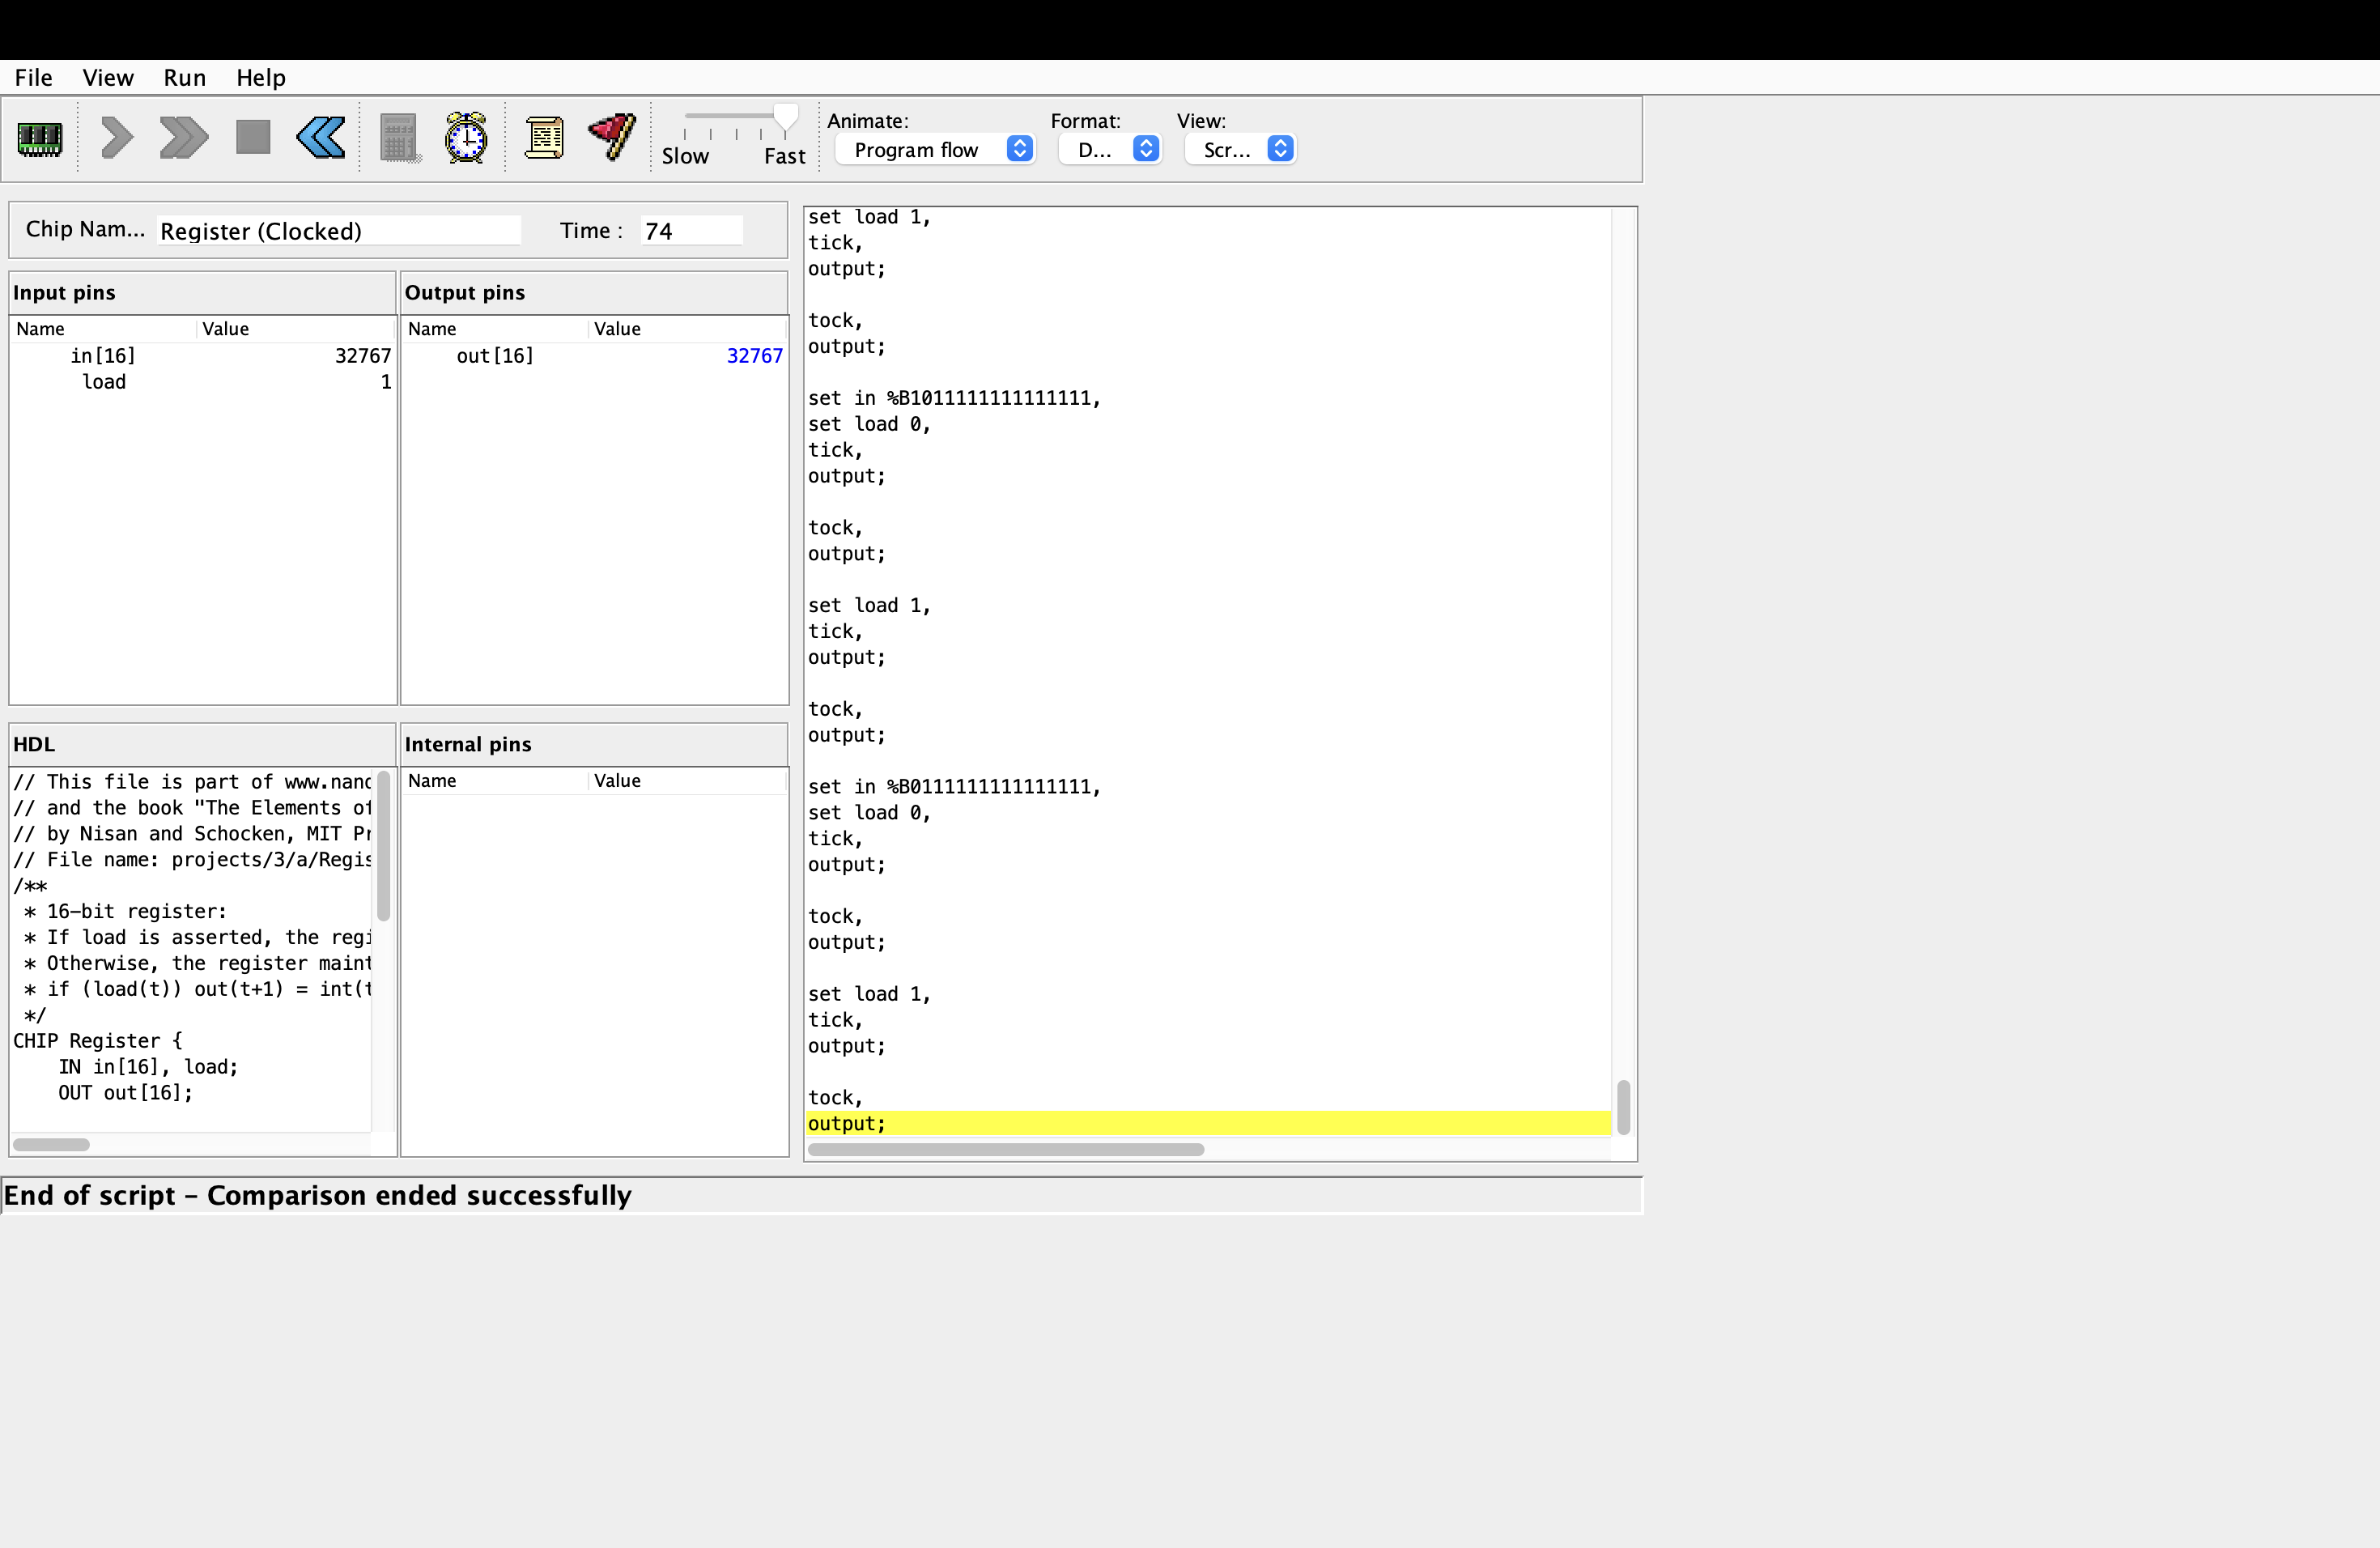 File View Run Help
Animate: Format: View:
Slow Fast Program flow D... Scr...
Chip Nam... Register (Clocked) Time : 74
Input pins
Name Value
in[16] 32767
load 1
Output pins
Name Value
out[16] 32767
HDL
// This file is part of www.nand
// and the book "The Elements of
// by Nisan and Schocken, MIT Pr
// File name: projects/3/a/Regis
/**
* 16-bit register:
* If load is asserted, the regi
* Otherwise, the register maint
* if (load(t)) out(t+1) = int(t
*/
CHIP Register {
IN in[16], load;
OUT out[16];
Internal pins
Name Value
set load 1,
tick,
output;
tock,
output;
set in %B1011111111111111,
set load 0,
tick,
output;
tock,
output;
set load 1,
tick,
output;
tock,
output;
set in %B0111111111111111,
set load 0,
tick,
output;
tock,
output;
set load 1,
tick,
output;
tock,
output;
End of script - Comparison ended successfully